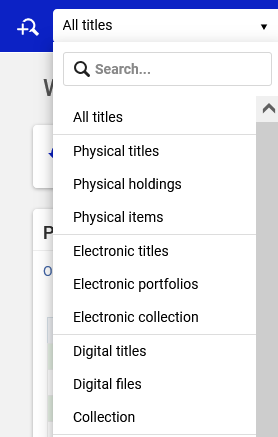 All titles
Search...
All titles
Physical titles
Physical holdings
Physical items
Electronic titles
Electronic portfolios
Electronic collection
Digital titles
Digital files
Collection